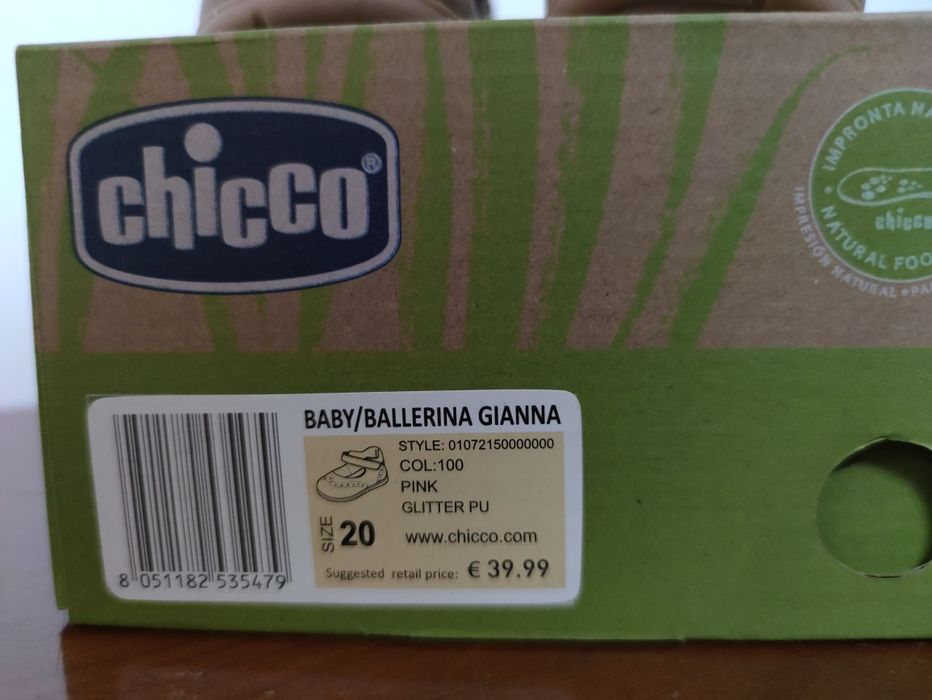 chicco®
IMPRONTA NA
chicco
NATURAL FOO
IMPRESIÓN NATURAL • PA
BABY/BALLERINA GIANNA
STYLE: 01072150000000
COL:100
PINK
GLITTER PU
SIZE 20
www.chicco.com
Suggested retail price: € 39.99
8 051182 535479